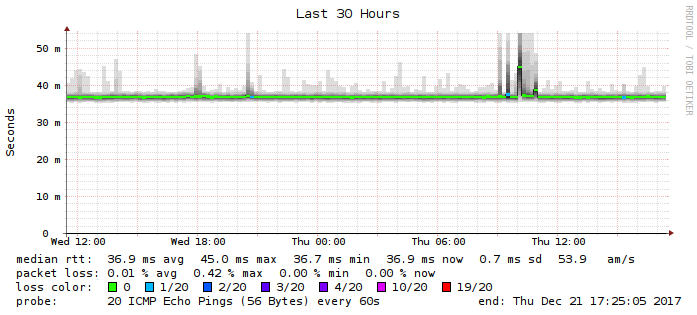 Last 30 Hours
RRDTOOL / TOBI OETIKER
Seconds
50 m
40 m
30 m
20 m
10 m
0
Wed 12:00 Wed 18:00 Thu 00:00 Thu 06:00 Thu 12:00
median rtt: 36.9 ms avg 45.0 ms max 36.7 ms min 36.9 ms now 0.7 ms sd 53.9 am/s
packet loss: 0.01 % avg 0.42 % max 0.00 % min 0.00 % now
loss color: 0 1/20 2/20 3/20 4/20 10/20 19/20
probe: 20 ICMP Echo Pings (56 Bytes) every 60s end: Thu Dec 21 17:25:05 2017